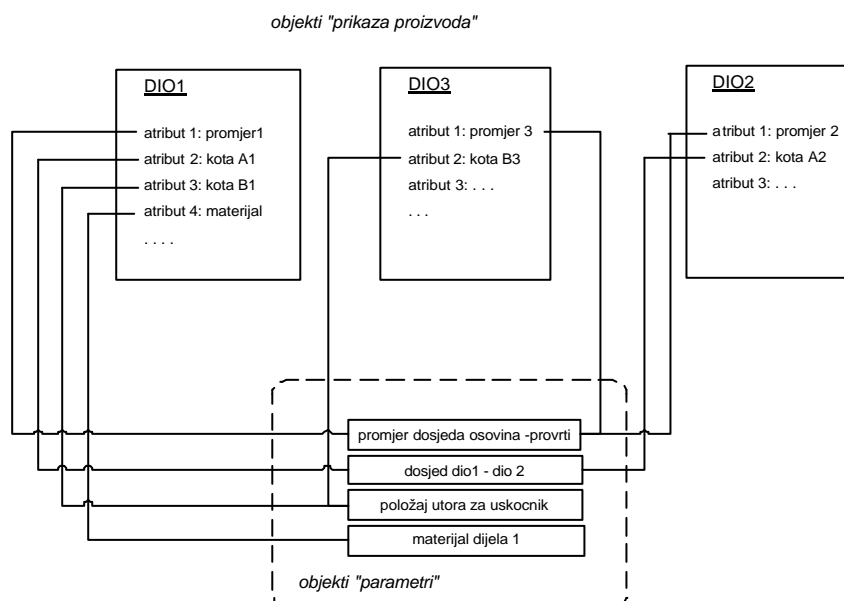 objekti "prikaza proizvoda"
DIO1
atribut 1: promjer1
atribut 2: kota A1
atribut 3: kota B1
atribut 4: materijal
. . . .
DIO3
atribut 1: promjer 3
atribut 2: kota B3
atribut 3: . . .
. . .
DIO2
atribut 1: promjer 2
atribut 2: kota A2
atribut 3: . . .
promjer dosjeda osovina -provrti
dosjed dio1 - dio 2
položaj utora za uskocnik
materijal dijela 1
objekti "parametri"